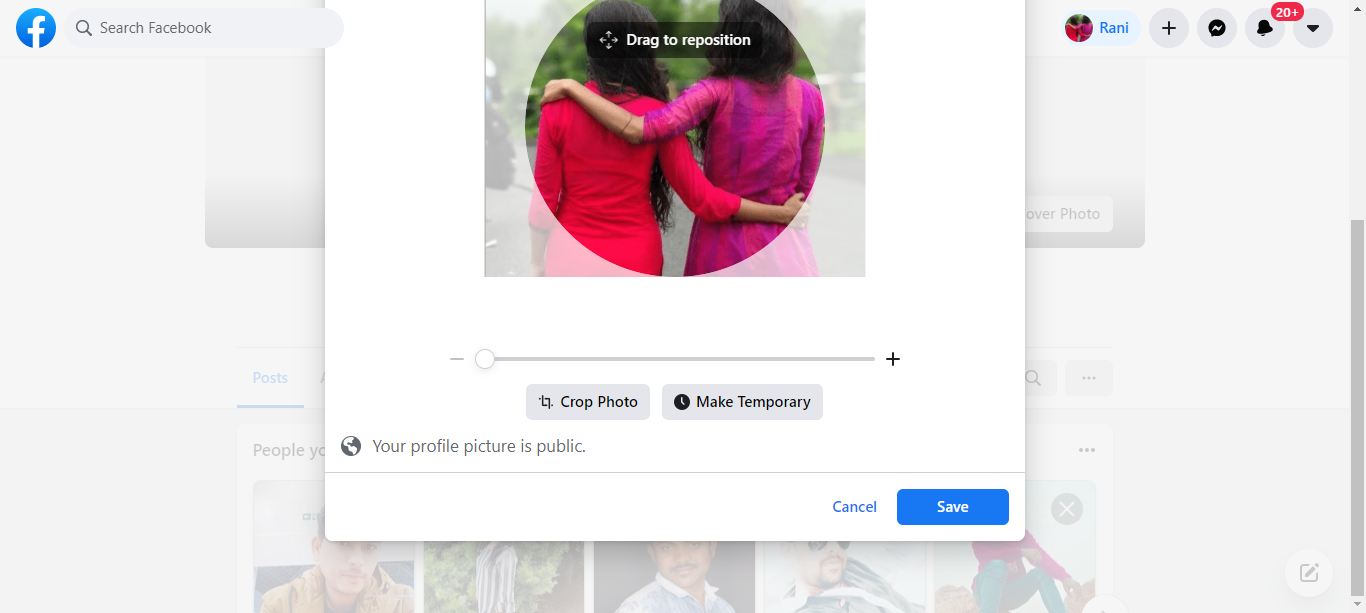 Search Facebook
Rani
20+
Drag to reposition
over Photo
Posts
Crop Photo
Make Temporary
Your profile picture is public.
People yo
Cancel
Save